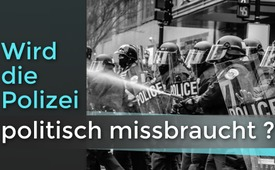 Wird
die
Polizei
politisch missbraucht ?
POLICE
POLICE